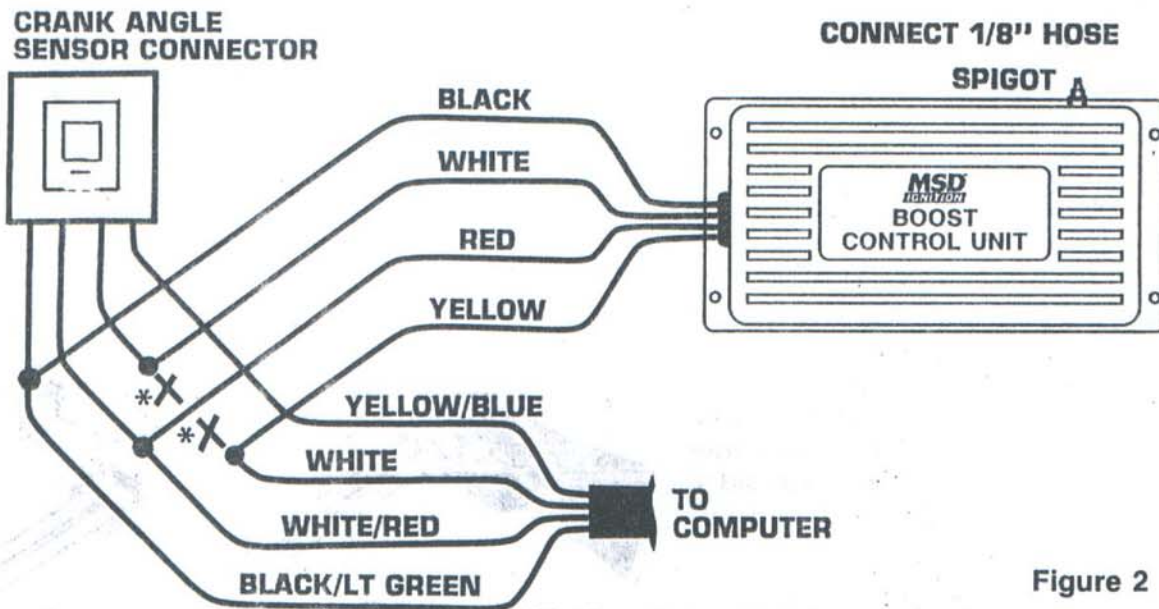 CRANK ANGLE
SENSOR CONNECTOR
CONNECT 1/8" HOSE
SPIGOT A
BLACK
WHITE
RED
YELLOW
MSD
IGNITION
BOOST
CONTROL UNIT
*X
*X
YELLOW/BLUE
WHITE
WHITE/RED
BLACK/LT GREEN
TO
COMPUTER
Figure 2